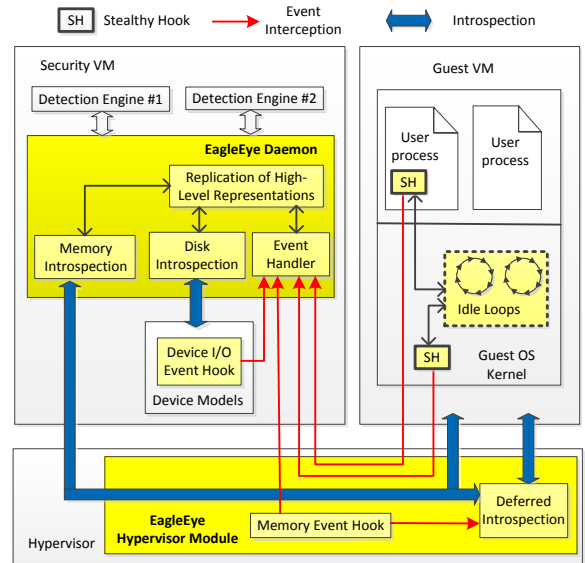 SH
Stealthy Hook
Event
Interception
Introspection
Security VM
Detection Engine #1
Detection Engine #2
EagleEye Daemon
Replication of High-
Level Representations
Memory
Introspection
Disk
Introspection
Event
Handler
Device I/O
Event Hook
Device Models
Guest VM
User
process
SH
User
process
Idle Loops
SH
Guest OS
Kernel
EagleEye
Hypervisor Module
Memory Event Hook
Deferred
Introspection
Hypervisor